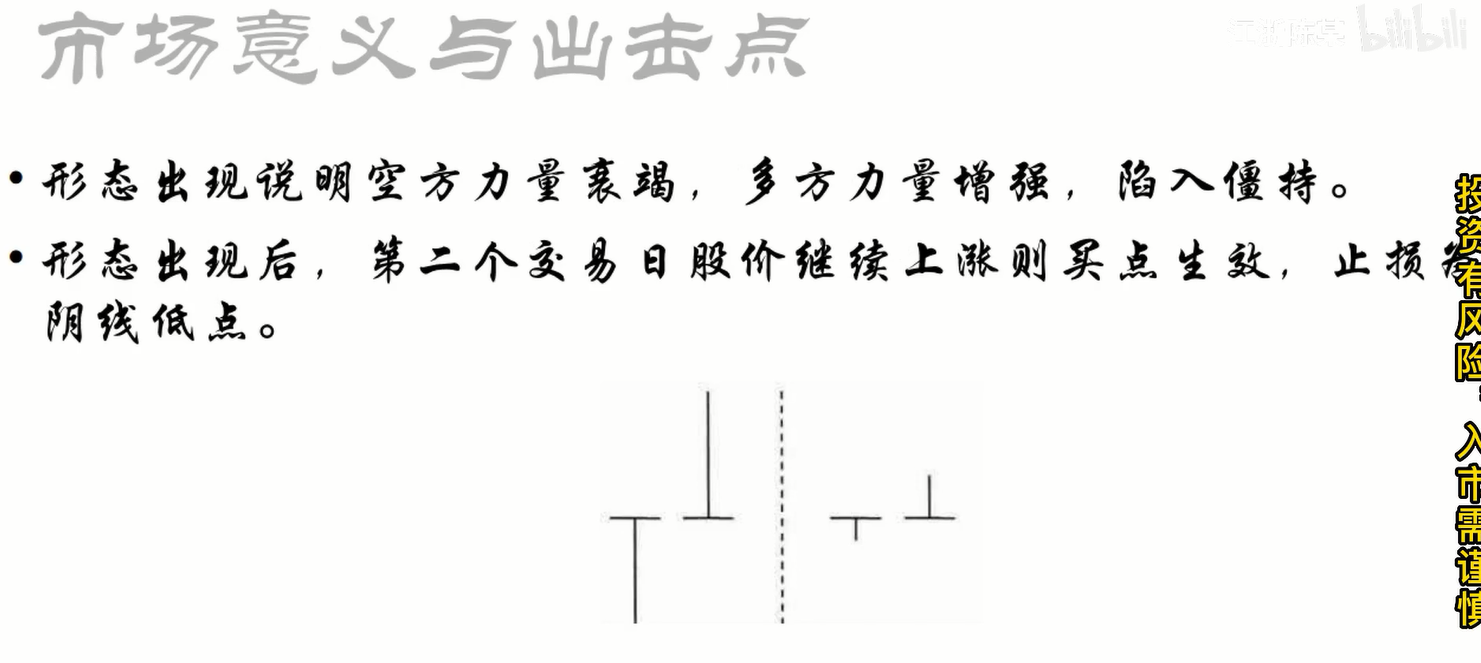 市场意义与出击点
bilibili
•形态出现说明空方力量衰竭，多方力量增强，陷入僵持。
•形态出现后，第二个交易日股价继续上涨则买点生效，止损
阴线低点。
投资有风险，入市需谨慎